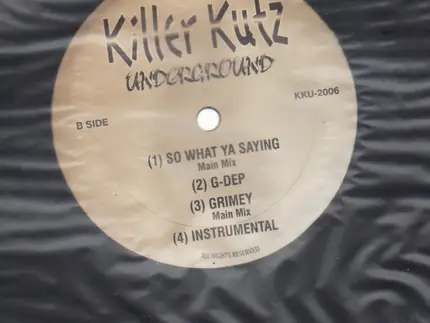 Killer Kutz
UNDERGROUND
B SIDE
KKU-2006
(1) SO WHAT YA SAYING
Main Mix
(2) G-DEP
(3) GRIMEY
Main Mix
(4) INSTRUMENTAL
ALL RIGHTS RESERVED